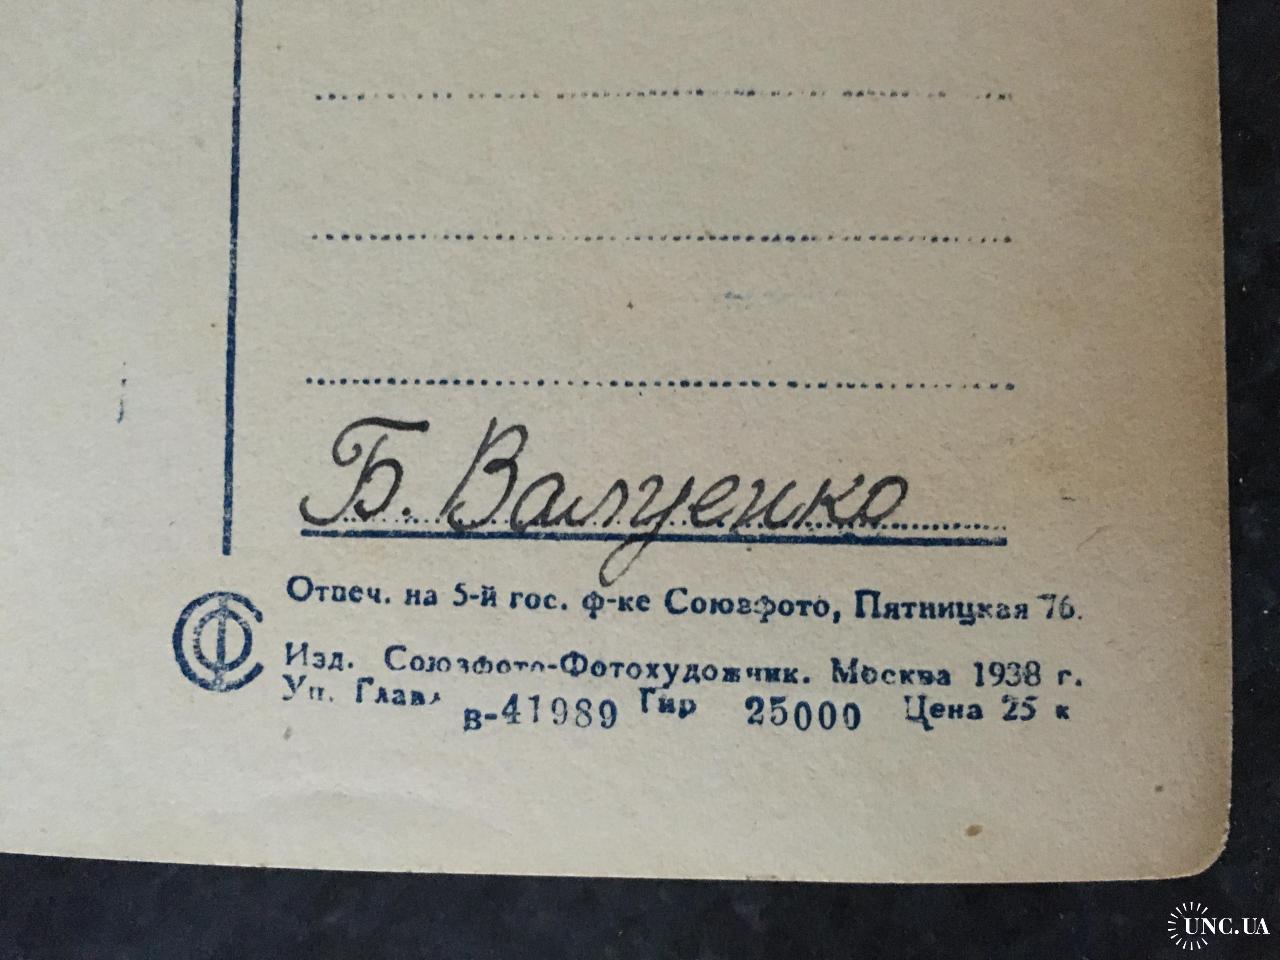 Б. Валуенко
Отпеч. на 5-й гос. ф-ке Союзфото, Пятницкая 76.
Изд. Союзфото-Фотохудожник. Москва 1938 г.
Уп. Главл в-41989 Тир 25000 Цена 25 к
UNC.UA